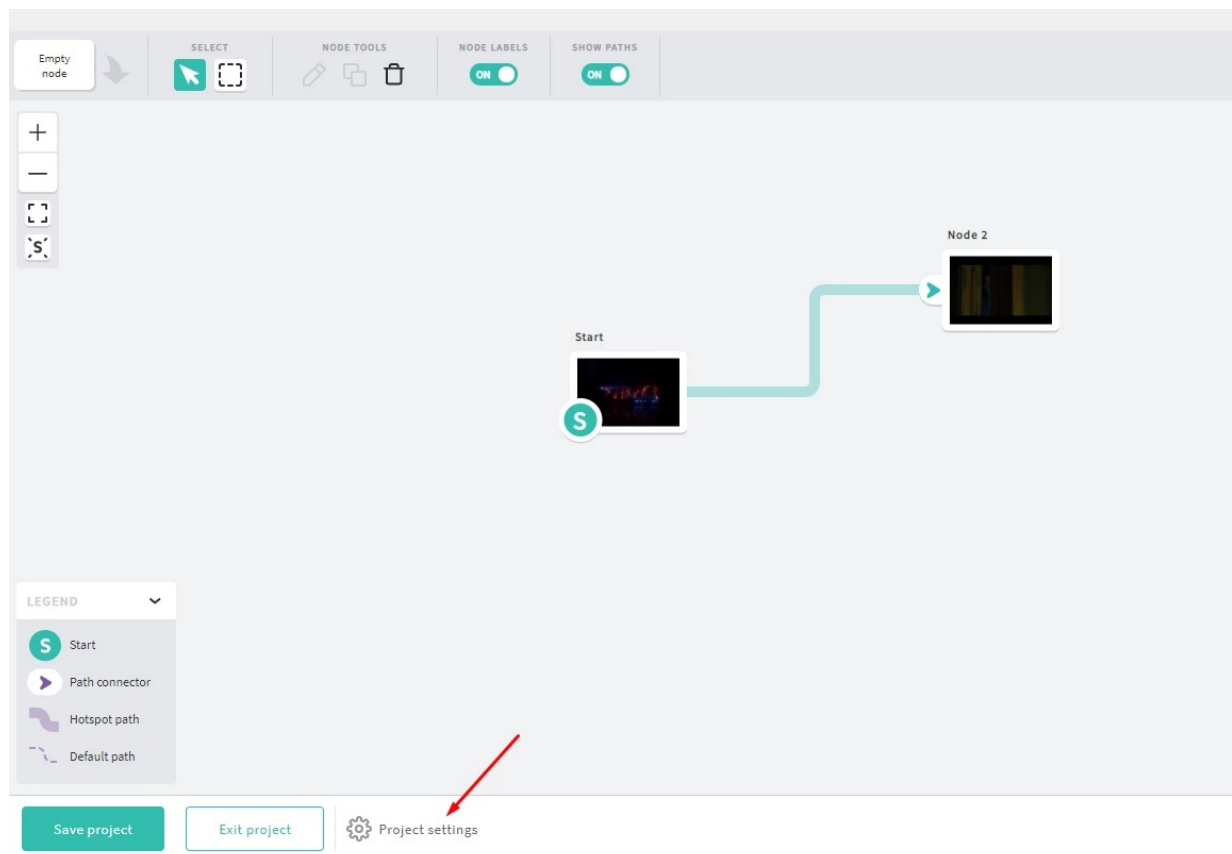 Empty
node
SELECT
NODE TOOLS
NODE LABELS
SHOW PATHS
ON
ON
S
Node 2
Start
S
LEGEND
S Start
Path connector
Hotspot path
Default path
Save project
Exit project
Project settings